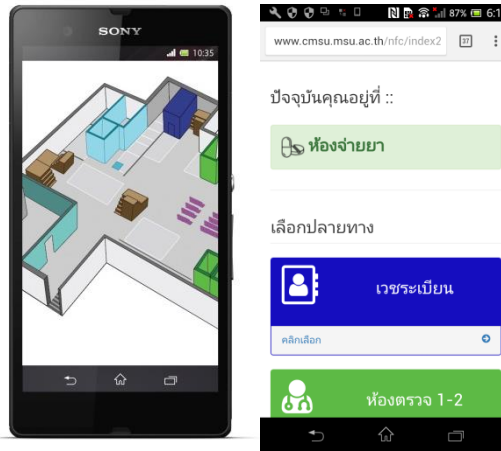 SONY
10:35
87% 6:1
www.cmsu.msu.ac.th/nfc/index2
37
ปัจจุบันคุณอยู่ที่ ::
ห้องจ่ายยา
เลือกปลายทาง
เวชระเบียน
คลิกเลือก
ห้องตรวจ 1-2